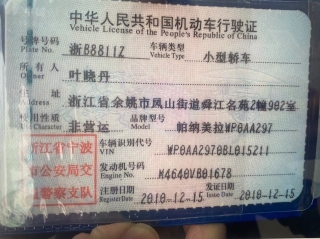 中华人民共和国机动车行驶证
Vehicle License of the People's Republic of China
号牌号码 浙B8811Z 车辆类型 小型轿车
Plate No. Vehicle Type
所有人 叶晓丹
Owner
住址 浙江省余姚市凤山街道舜江名苑2幢902室
Address
使用性质 非营运 品牌型号 帕纳美拉WP0AA297
Use Character Model
浙江省宁波 车辆识别代号 WP0AA2970BL015211
VIN
市公安局交 发动机号码 M4640VB01678
Engine No.
通警察支队 注册日期 2010-12-15 发证日期 2010-12-15
Register Date Issue Date